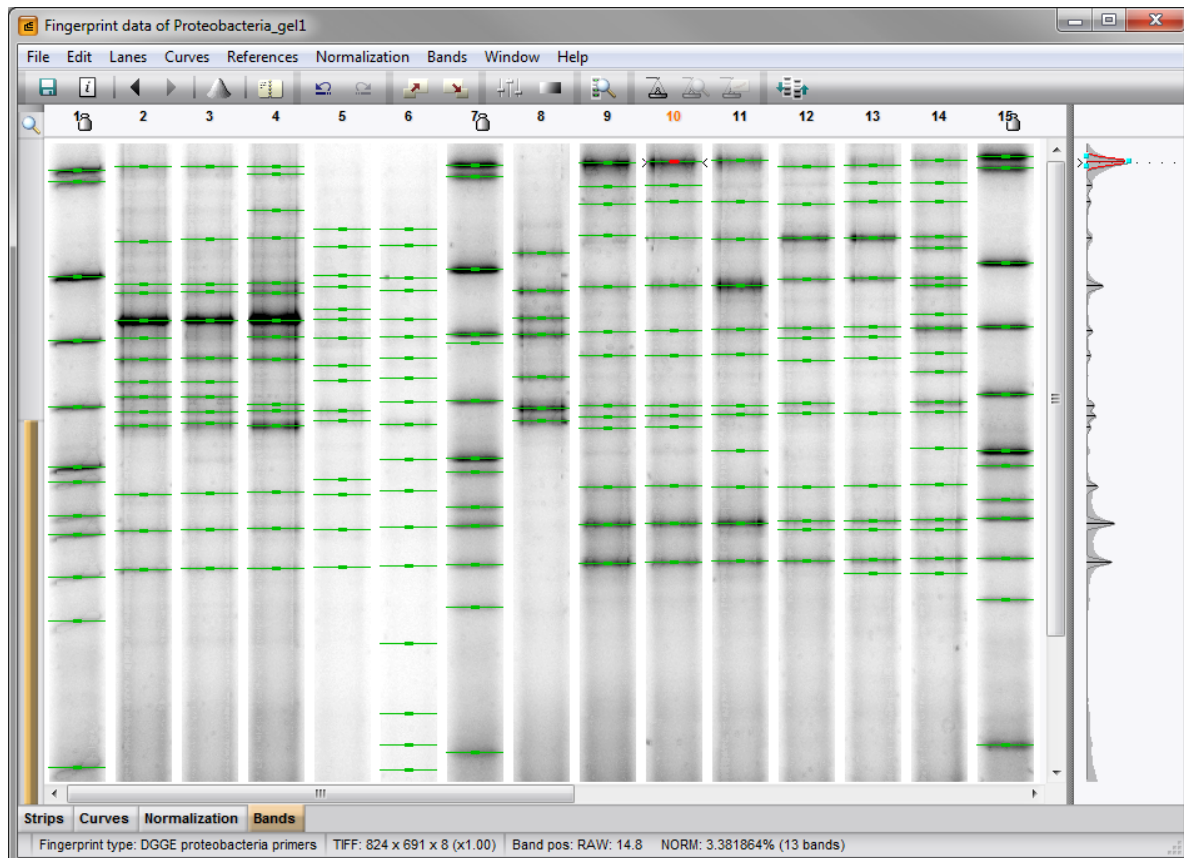 Fingerprint data of Proteobacteria_gel1
File Edit Lanes Curves References Normalization Bands Window Help
1 2 3 4 5 6 7 8 9 10 11 12 13 14 15
Strips Curves Normalization Bands
Fingerprint type: DGGE proteobacteria primers TIFF: 824 x 691 x 8 (x1.00) Band pos: RAW: 14.8 NORM: 3.381864% (13 bands)